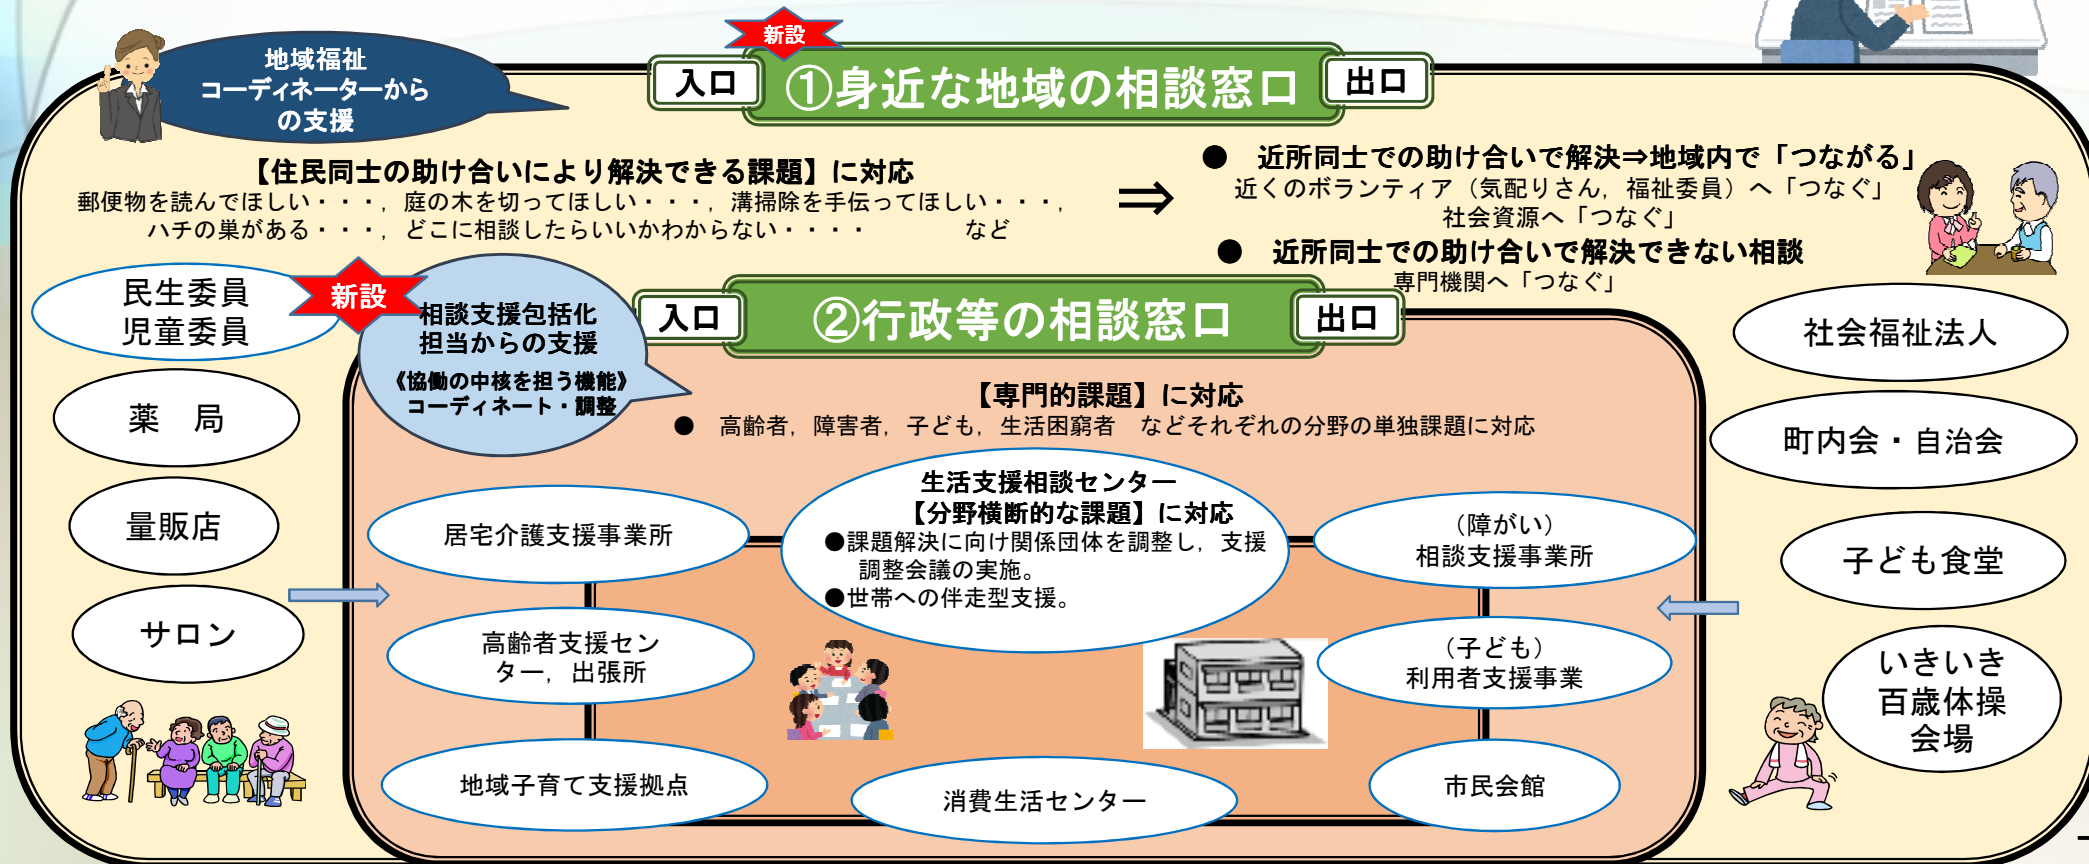 新設
地域福祉
コーディネーターから
の支援
入口
①身近な地域の相談窓口
出口
【住民同士の助け合いにより解決できる課題】に対応
郵便物を読んでほしい・・・，庭の木を切ってほしい・・・，溝掃除を手伝ってほしい・・・，
ハチの巣がある・・・，どこに相談したらいいかわからない・・・・　　　　など
⇒
●　近所同士での助け合いで解決⇒地域内で「つながる」
近くのボランティア（気配りさん，福祉委員）へ「つなぐ」
社会資源へ「つなぐ」
●　近所同士での助け合いで解決できない相談
専門機関へ「つなぐ」
民生委員
児童委員
薬　局
量販店
サロン
新設
相談支援包括化
担当からの支援
《協働の中核を担う機能》
コーディネート・調整
入口
②行政等の相談窓口
出口
【専門的課題】に対応
●　高齢者，障害者，子ども，生活困窮者　などそれぞれの分野の単独課題に対応
生活支援相談センター
【分野横断的な課題】に対応
●課題解決に向け関係団体を調整し，支援
調整会議の実施。
●世帯への伴走型支援。
居宅介護支援事業所
高齢者支援セン
ター，出張所
地域子育て支援拠点
消費生活センター
（障がい）
相談支援事業所
（子ども）
利用者支援事業
市民会館
社会福祉法人
町内会・自治会
子ども食堂
いきいき
百歳体操
会場